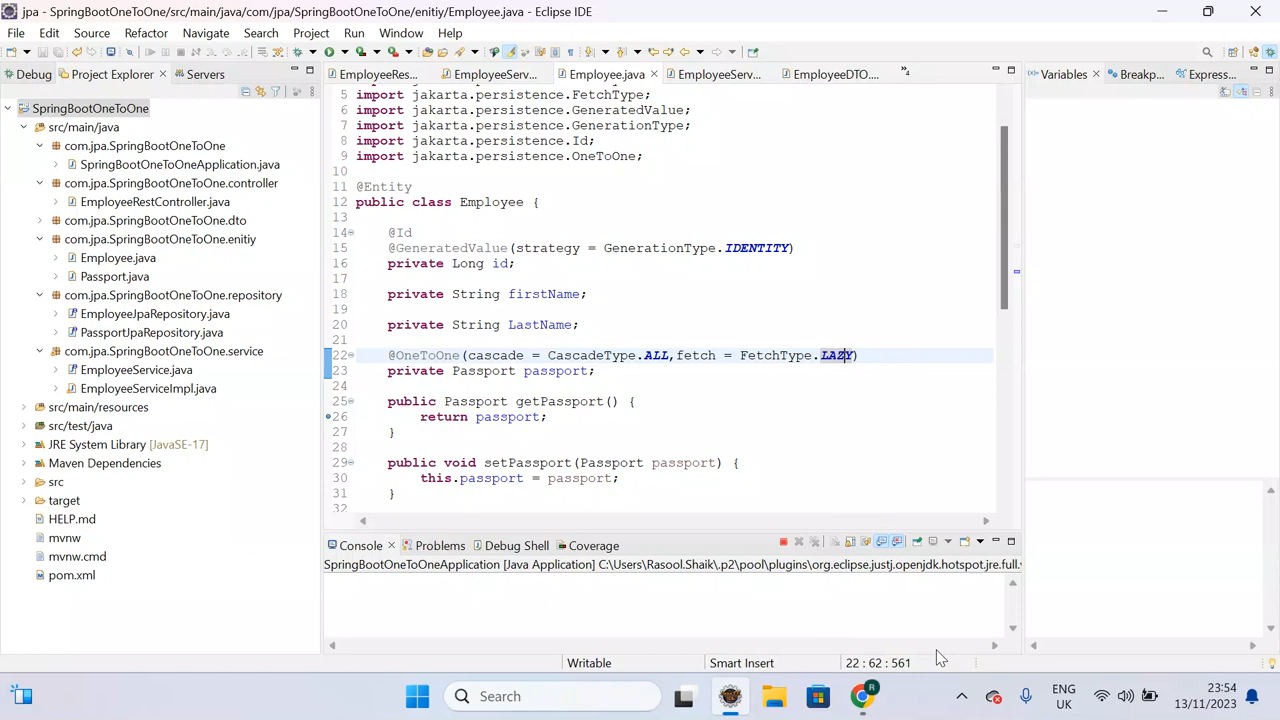 jpa - SpringBootOneToOne/src/main/java/com/jpa/SpringBootOneToOne/enitiy/Employee.java - Eclipse IDE
File Edit Source Refactor Navigate Search Project Run Window Help
Debug Project Explorer Servers
EmployeeRes... EmployeeServ... Employee.java EmployeeServ... EmployeeDTO.... 4
Variables Breakp... Express...
SpringBootOneToOne
src/main/java
com.jpa.SpringBootOneToOne
SpringBootOneToOneApplication.java
com.jpa.SpringBootOneToOne.controller
EmployeeRestController.java
com.jpa.SpringBootOneToOne.dto
com.jpa.SpringBootOneToOne.enitiy
Employee.java
Passport.java
com.jpa.SpringBootOneToOne.repository
EmployeeJpaRepository.java
PassportJpaRepository.java
com.jpa.SpringBootOneToOne.service
EmployeeService.java
EmployeeServiceImpl.java
src/main/resources
src/test/java
JRE System Library [JavaSE-17]
Maven Dependencies
src
target
HELP.md
mvnw
mvnw.cmd
pom.xml
5 import jakarta.persistence.FetchType;
6 import jakarta.persistence.GeneratedValue;
7 import jakarta.persistence.GenerationType;
8 import jakarta.persistence.Id;
9 import jakarta.persistence.OneToOne;
10
11 @Entity
12 public class Employee {
13
14 @Id
15 @GeneratedValue(strategy = GenerationType.IDENTITY)
16 private Long id;
17
18 private String firstName;
19
20 private String LastName;
21
22 @OneToOne(cascade = CascadeType.ALL,fetch = FetchType.LAZY)
23 private Passport passport;
24
25 public Passport getPassport() {
26 return passport;
27 }
28
29 public void setPassport(Passport passport) {
30 this.passport = passport;
31 }
32
Console Problems Debug Shell Coverage
SpringBootOneToOneApplication [Java Application] C:\Users\Rasool.Shaik\.p2\pool\plugins\org.eclipse.justj.openjdk.hotspot.jre.full.
Writable Smart Insert 22 : 62 : 561
Search
R
ENG
UK
23:54
13/11/2023